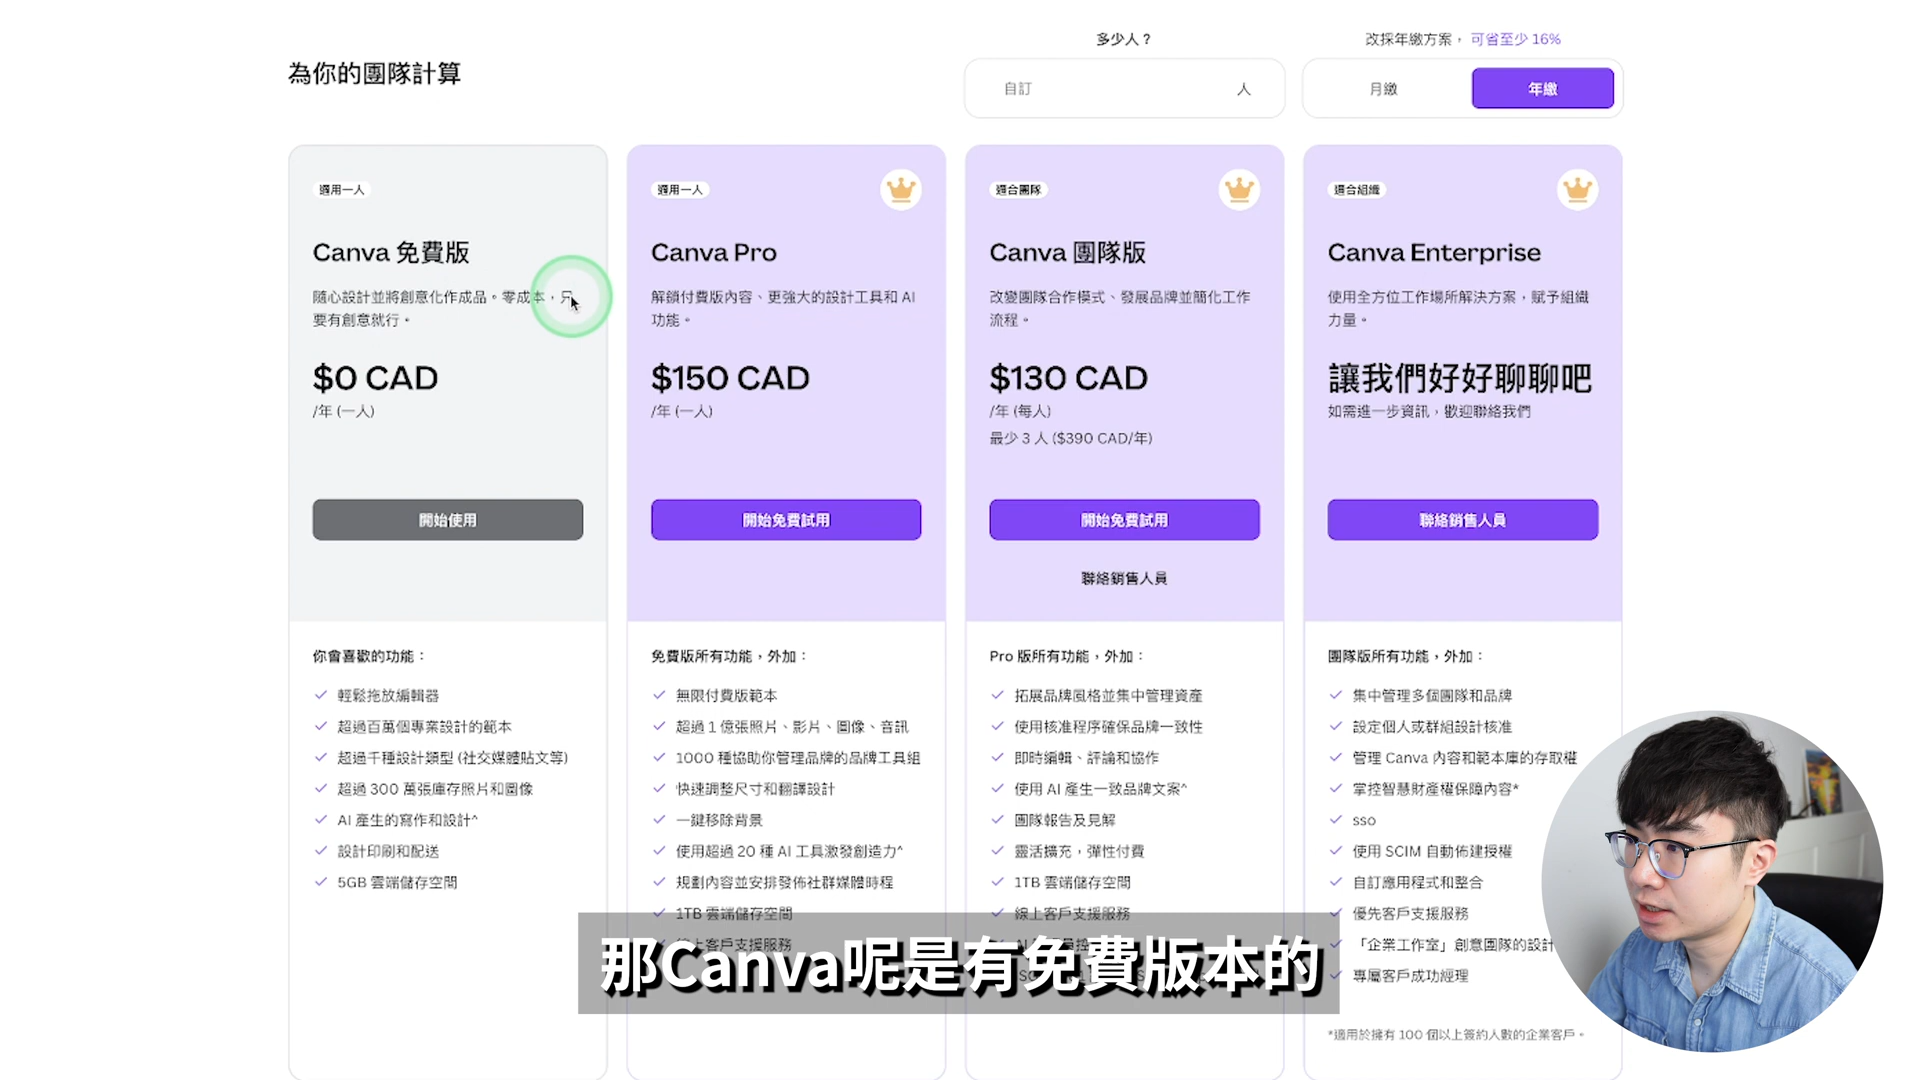 為你的團隊計算
多少人？
自訂 人
改採年繳方案， 可省至少 16%
月繳 年繳
適用一人
Canva 免費版
隨心設計並將創意化作成品。零成本，只
要有創意就行。
$0 CAD
/年 (一人)
開始使用
你會喜歡的功能：
輕鬆拖放編輯器
超過百萬個專業設計的範本
超過千種設計類型 (社交媒體貼文等)
超過 300 萬張庫存照片和圖像
AI 產生的寫作和設計^
設計印刷和配送
5GB 雲端儲存空間
適用一人
Canva Pro
解鎖付費版內容、更強大的設計工具和 AI
功能。
$150 CAD
/年 (一人)
開始免費試用
免費版所有功能，外加：
無限付費版範本
超過 1 億張照片、影片、圖像、音訊
1000 種協助你管理品牌的品牌工具組
快速調整尺寸和翻譯設計
一鍵移除背景
使用超過 20 種 AI 工具激發創造力^
規劃內容並安排發佈社群媒體時程
1TB 雲端儲存空間
上客戶支援服務
適合團隊
Canva 團隊版
改變團隊合作模式、發展品牌並簡化工作
流程。
$130 CAD
/年 (每人)
最少 3 人 ($390 CAD/年)
開始免費試用
聯絡銷售人員
Pro 版所有功能，外加：
拓展品牌風格並集中管理資產
使用核准程序確保品牌一致性
即時編輯、評論和協作
使用 AI 產生一致品牌文案^
團隊報告及見解
靈活擴充，彈性付費
1TB 雲端儲存空間
線上客戶支援服務
適合組織
Canva Enterprise
使用全方位工作場所解決方案，賦予組織
力量。
讓我們好好聊聊吧
如需進一步資訊，歡迎聯絡我們
聯絡銷售人員
團隊版所有功能，外加：
集中管理多個團隊和品牌
設定個人或群組設計核准
管理 Canva 內容和範本庫的存取權
掌控智慧財產權保障內容*
sso
使用 SCIM 自動佈建授權
自訂應用程式和整合
優先客戶支援服務
「企業工作室」創意團隊的設計
專屬客戶成功經理
*適用於擁有 100 個以上簽約人數的企業客戶。
那Canva呢是有免費版本的